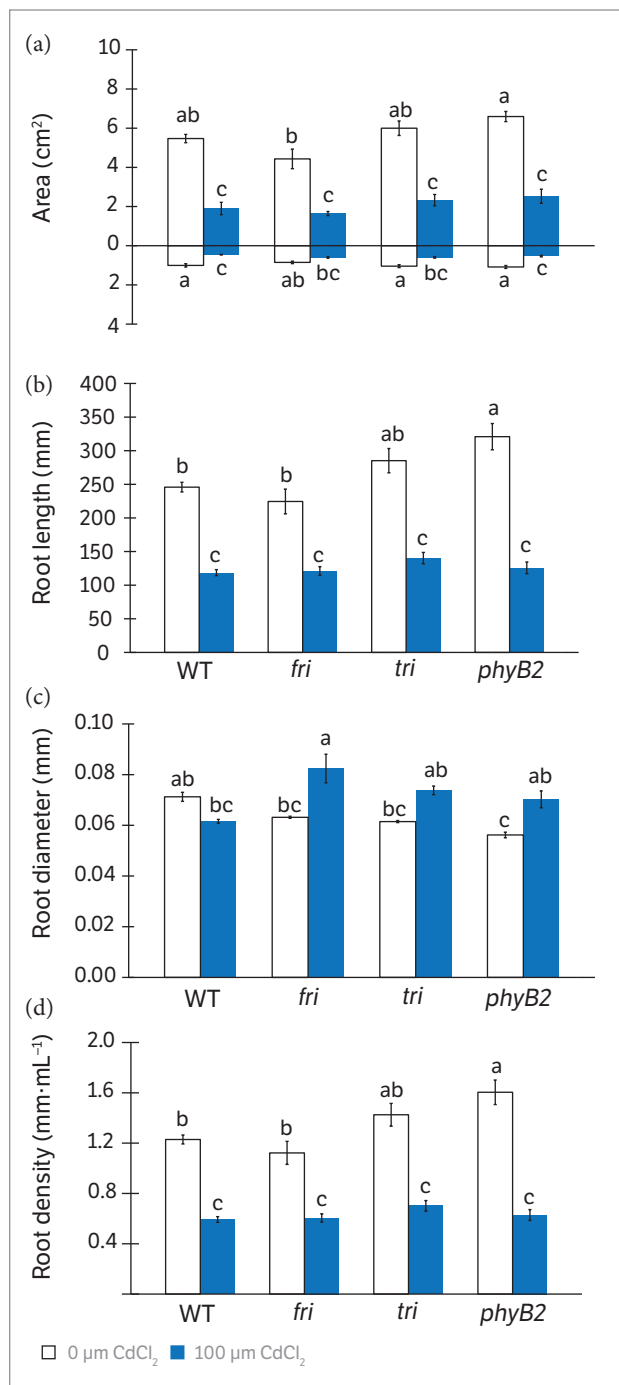 (a)
Area (cm²)
10
8
6
4
2
0
2
4
ab b ab a
c c c c
a c ab bc a bc a c
(b)
Root length (mm)
400
350
300
250
200
150
100
50
0
b c b c ab c a c
WT fri tri phyB2
(c)
Root diameter (mm)
0.10
0.08
0.06
0.04
0.02
0.00
ab bc bc a bc ab c ab
WT fri tri phyB2
(d)
Root density (mm·mL⁻¹)
2.0
1.6
1.2
0.8
0.4
b c b c ab c a c
WT fri tri phyB2
0 µm CdCl₂ 100 µm CdCl₂